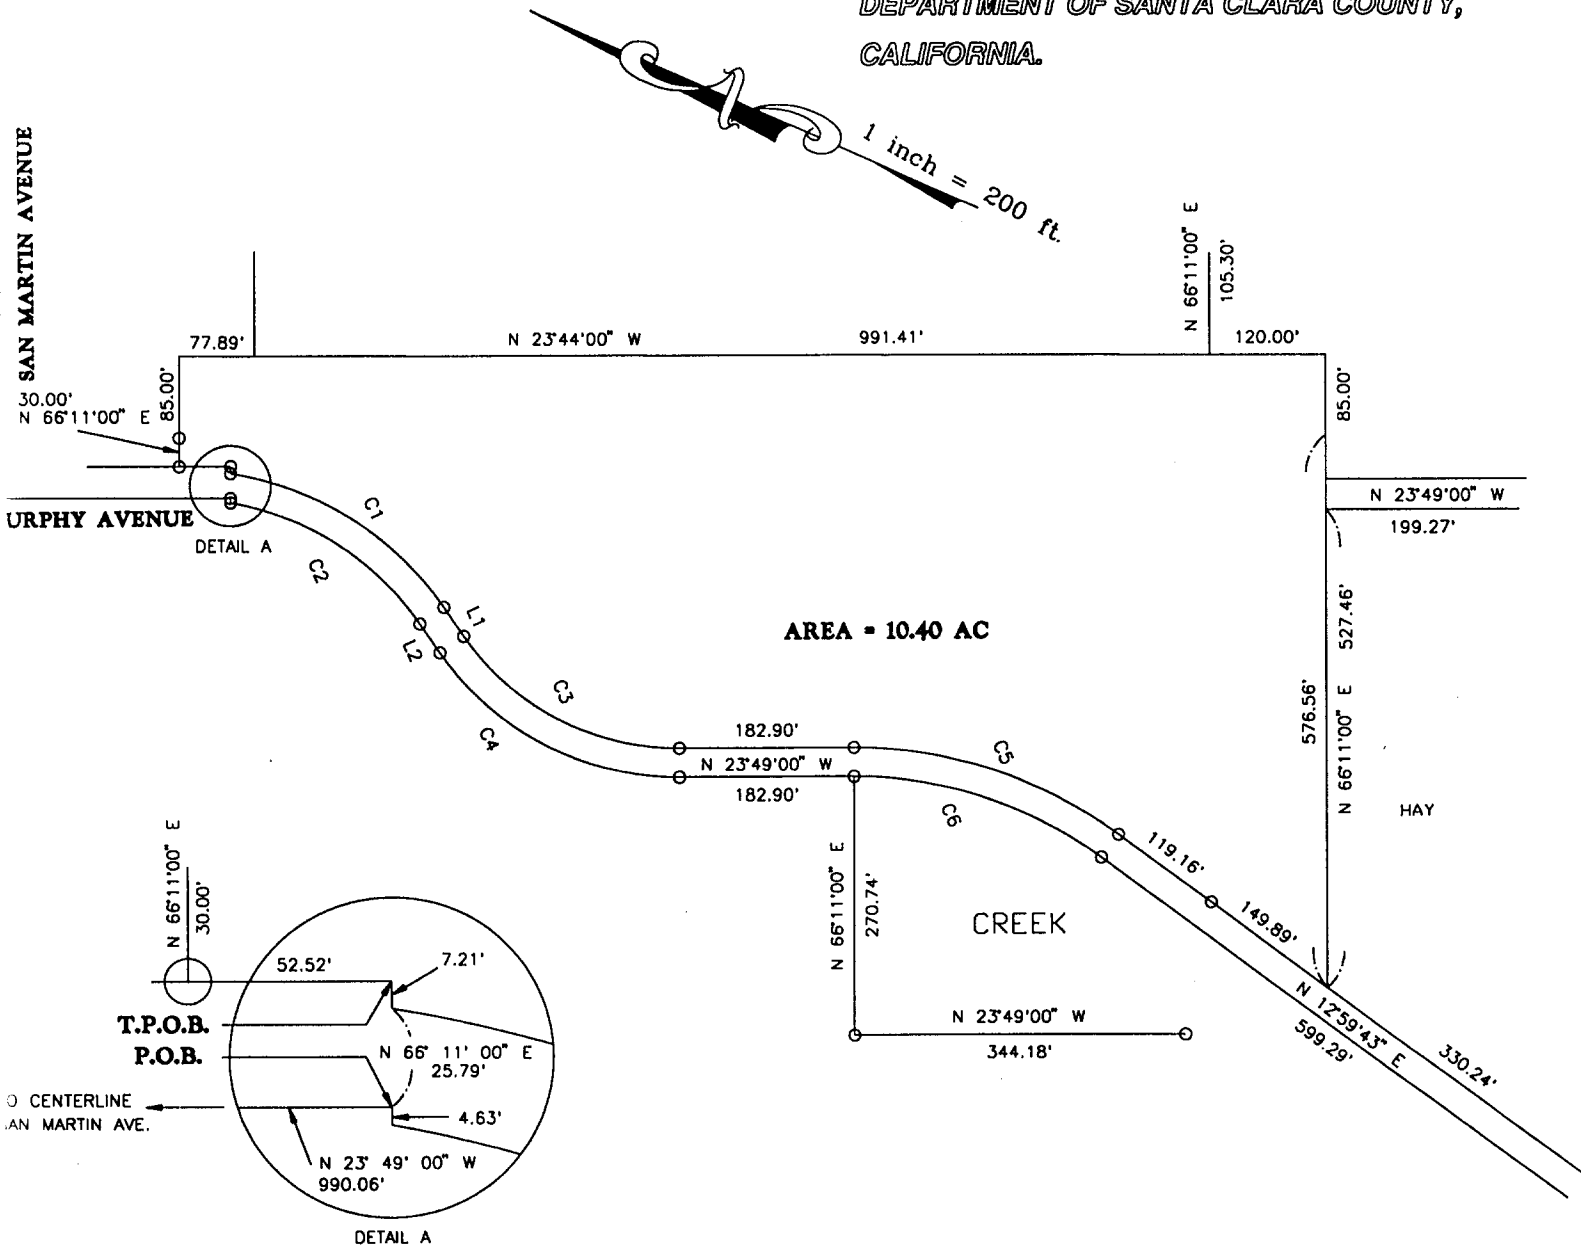 DEPARTMENT OF SANTA CLARA COUNTY,
CALIFORNIA.
1 inch = 200 ft.
SAN MARTIN AVENUE
N 66°11'00" E
105.30'
77.89'
N 23°44'00" W
991.41'
120.00'
85.00'
30.00'
N 66°11'00" E
85.00'
URPHY AVENUE
DETAIL A
C1
C2
L1
L2
C3
C4
AREA = 10.40 AC
N 23°49'00" W
199.27'
527.46'
576.56'
N 66°11'00" E
HAY
182.90'
N 23°49'00" W
182.90'
C5
C6
119.16'
149.89'
N 12°59'43" E
599.29'
330.24'
N 66°11'00" E
270.74'
CREEK
N 23°49'00" W
344.18'
N 66°11'00" E
30.00'
52.52'
7.21'
T.P.O.B.
P.O.B.
N 66° 11' 00" E
25.79'
O CENTERLINE
AN MARTIN AVE.
4.63'
N 23° 49' 00" W
990.06'
DETAIL A